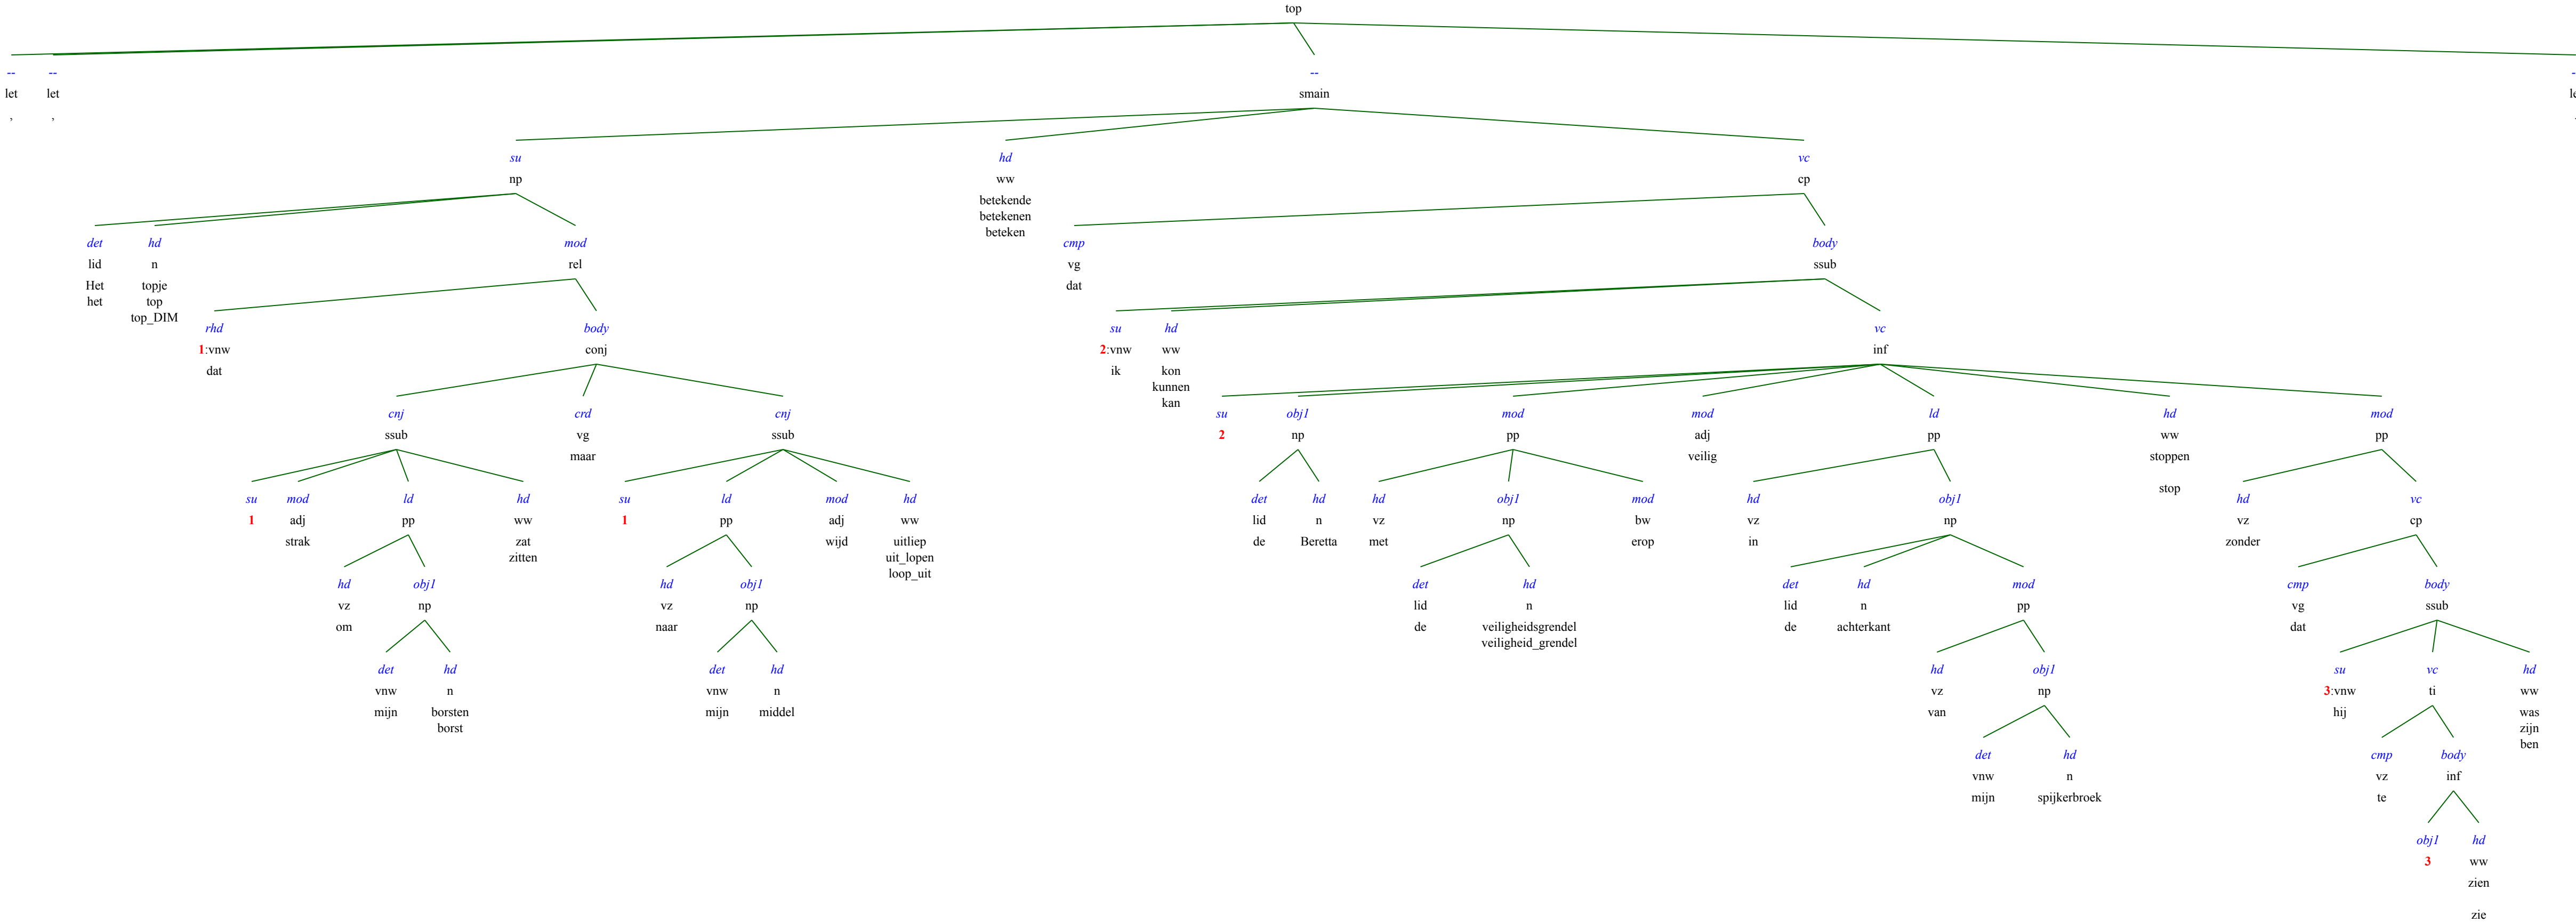 top
-- -- -- -
let let smain le
, ,
su hd vc
np ww cp
betekende
betekenen
beteken
det hd mod cmp body
lid n rel vg ssub
Het topje dat
het top
top_DIM
rhd body su hd vc
1:vnw conj 2:vnw ww inf
dat ik kon
kunnen
kan
cnj crd cnj su obj1 mod mod ld hd mod
ssub vg ssub 2 np pp adj pp ww pp
maar veilig stoppen
stop
su mod ld hd su ld mod hd det hd hd obj1 mod hd obj1 hd vc
1 adj pp ww 1 pp adj ww lid n vz np bw vz np vz cp
strak zat wijd uitliep de Beretta met erop in zonder
zitten uit_lopen
loop_uit
hd obj1 hd obj1 det hd det hd mod cmp body
vz np vz np lid n lid n pp vg ssub
om naar de veiligheidsgrendel de achterkant dat
veiligheid_grendel
det hd det hd hd obj1 su vc hd
vnw n vnw n vz np 3:vnw ti ww
mijn borsten mijn middel van hij was
borst zijn
ben
det hd cmp body
vnw n vz inf
mijn spijkerbroek te
obj1 hd
3 ww
zien
zie